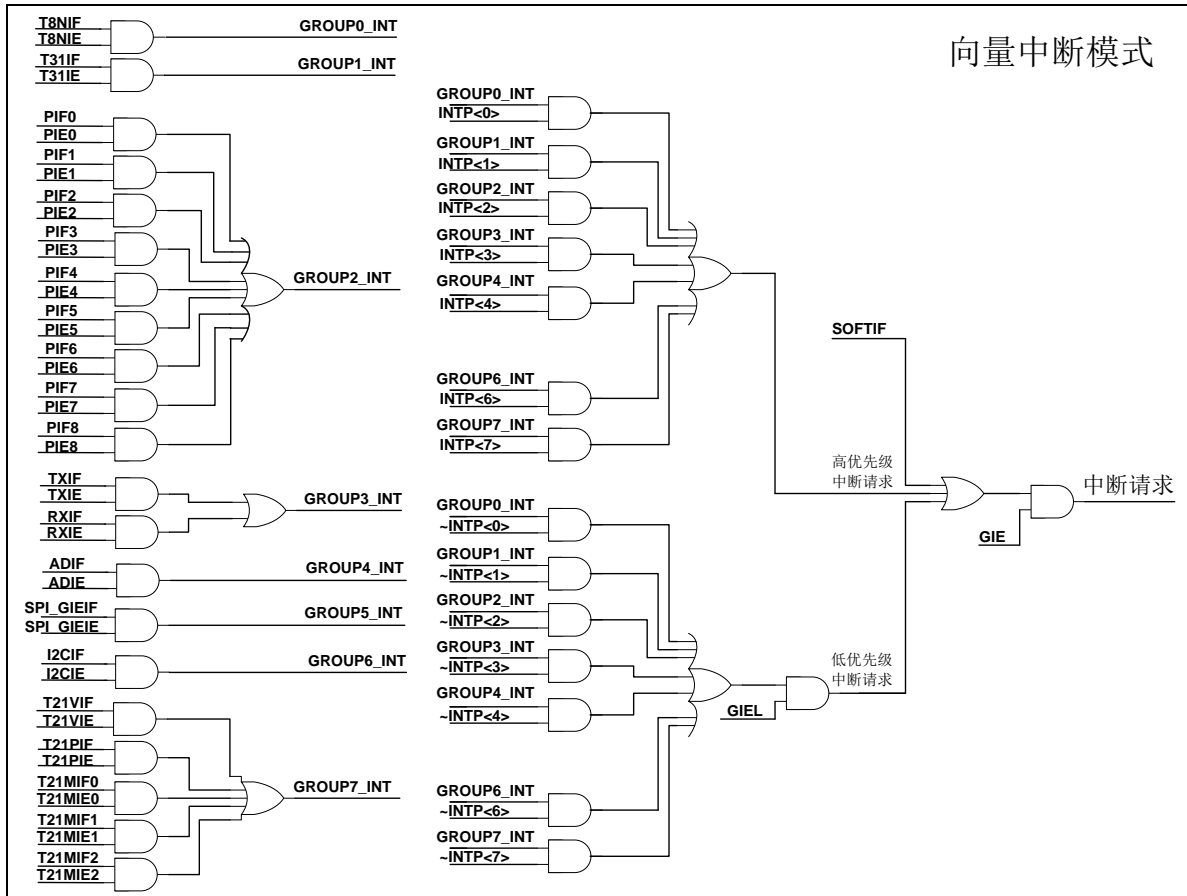 向量中断模式
T8NIF
T8NIE
GROUP0_INT
T31IF
T31IE
GROUP1_INT
PIF0
PIE0
PIF1
PIE1
PIF2
PIE2
PIF3
PIE3
PIF4
PIE4
PIF5
PIE5
PIF6
PIE6
PIF7
PIE7
PIF8
PIE8
GROUP2_INT
TXIF
TXIE
RXIF
RXIE
GROUP3_INT
ADIF
ADIE
GROUP4_INT
SPI_GIEIF
SPI_GIEIE
GROUP5_INT
I2CIF
I2CIE
GROUP6_INT
T21VIF
T21VIE
T21PIF
T21PIE
T21MIF0
T21MIE0
T21MIF1
T21MIE1
T21MIF2
T21MIE2
GROUP7_INT
GROUP0_INT
INTP<0>
GROUP1_INT
INTP<1>
GROUP2_INT
INTP<2>
GROUP3_INT
INTP<3>
GROUP4_INT
INTP<4>
GROUP6_INT
INTP<6>
GROUP7_INT
INTP<7>
GROUP0_INT
~INTP<0>
GROUP1_INT
~INTP<1>
GROUP2_INT
~INTP<2>
GROUP3_INT
~INTP<3>
GROUP4_INT
~INTP<4>
GROUP6_INT
~INTP<6>
GROUP7_INT
~INTP<7>
GIEL
SOFTIF
高优先级
中断请求
低优先级
中断请求
GIE
中断请求